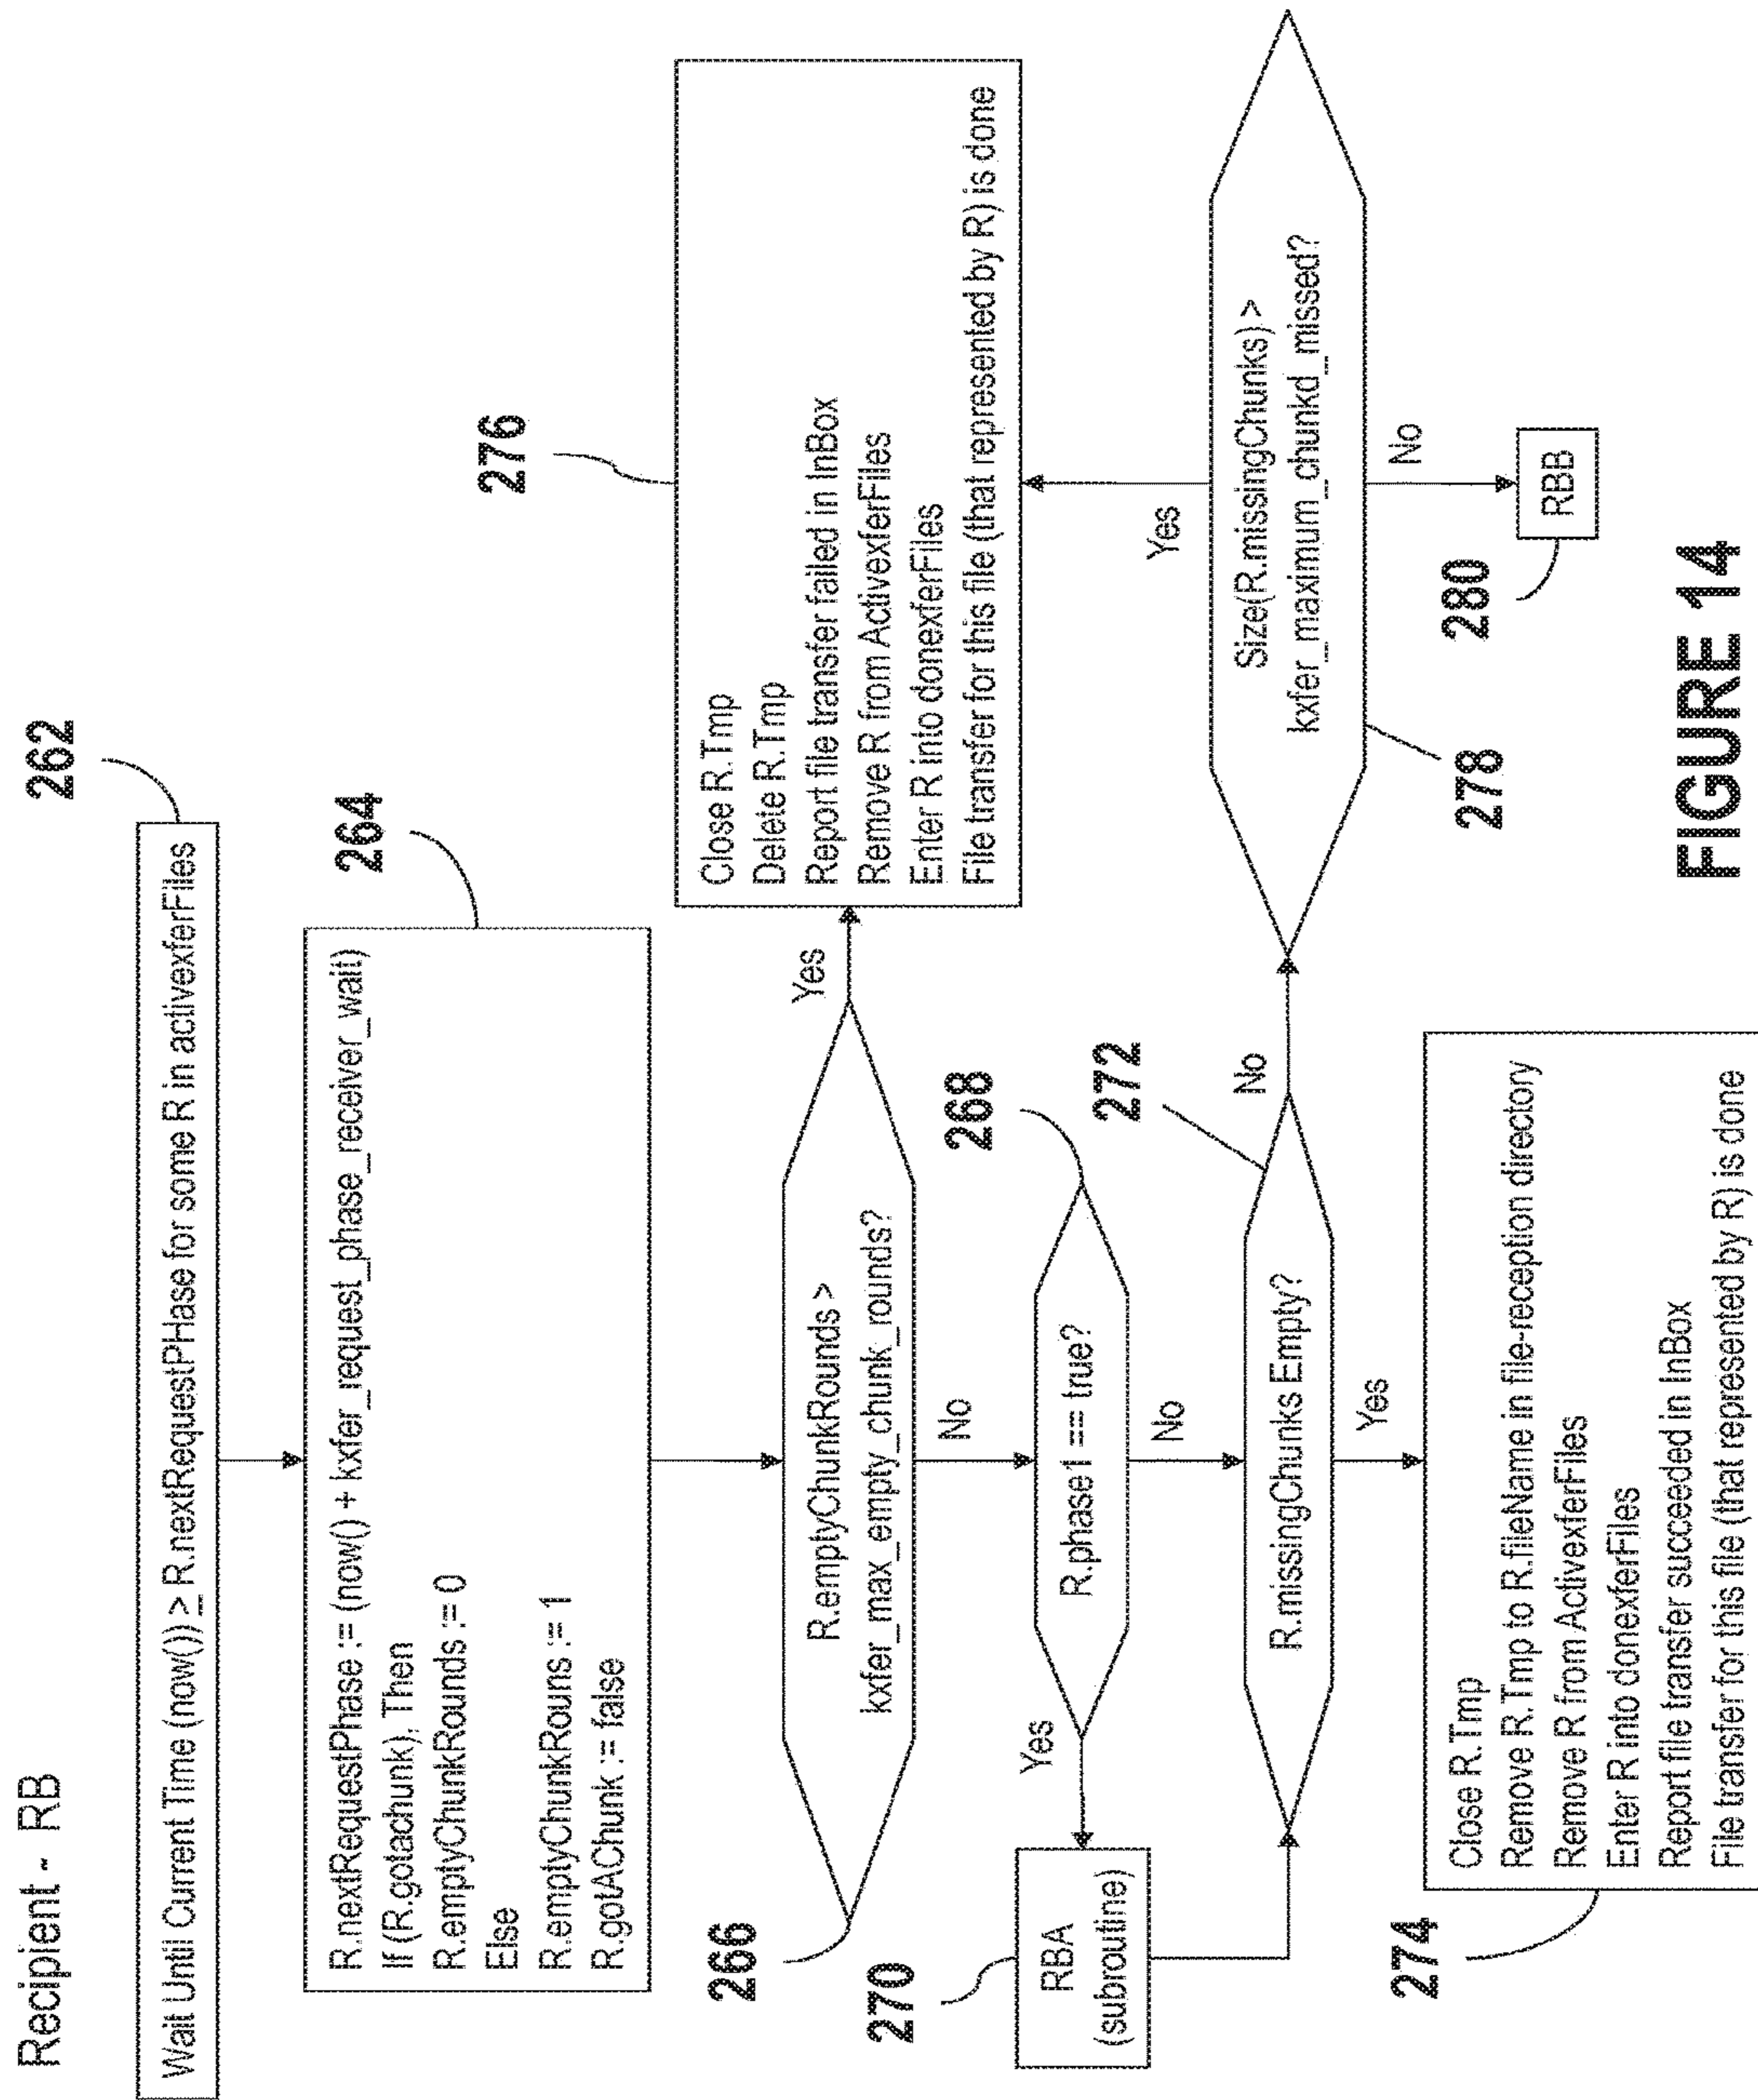 Recipient - RB
262
Wait Until Current Time (now()) ≥ R.nextRequestPHase for some R in activexferFiles
264
R.nextRequestPhase := (now() + kxfer_request_phase_receiver_wait)
If (R.gotachunk), Then
R.emptyChunkRounds := 0
Else
R.emptyChunkRouns := 1
R.gotAChunk := false
266
R.emptyChunkRounds >
kxfer_max_empty_chunk_rounds?
Yes
No
276
Close R.Tmp
Delete R.Tmp
Report file transfer failed in InBox
Remove R from ActivexferFiles
Enter R into donexferFiles
File transfer for this file (that represented by R) is done
268
R.phase1 == true?
Yes
No
270
RBA
(subroutine)
272
R.missingChunks Empty?
No
Yes
274
Close R.Tmp
Remove R.Tmp to R.fileName in file-reception directory
Remove R from ActivexferFiles
Enter R into donexferFiles
Report file transfer succeeded in InBox
File transfer for this file (that represented by R) is done
Yes
Size(R.missingChunks) >
kxfer_maximum_chunkd_missed?
278
No
280
RBB
FIGURE 14